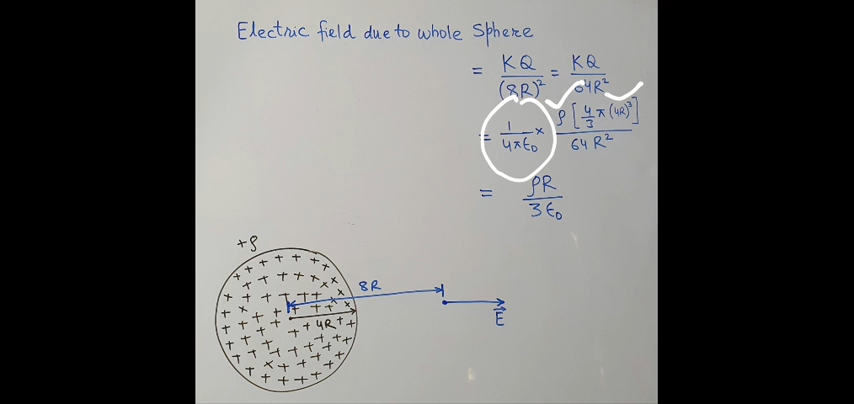 Electric field due to whole Sphere
= KQ/(8R)² = KQ/64R²
= 1/4πϵ₀ × ρ[4/3 π (4R)³]/64R²
= ρR/3ϵ₀
+ρ
8R
4R
E⃗